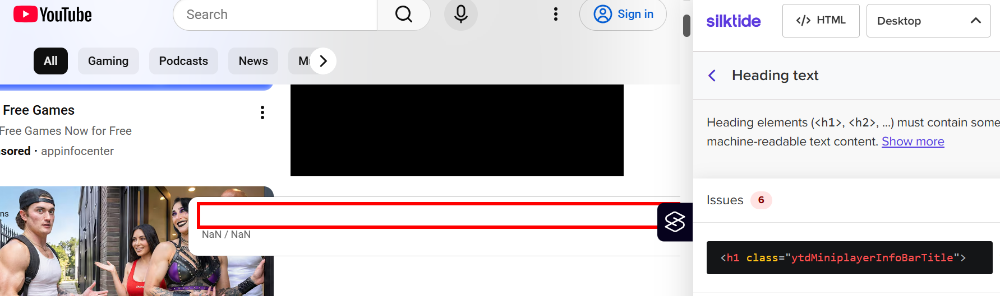 YouTube
Search
Sign in
All
Gaming
Podcasts
News
Free Games
Free Games Now for Free
sored · appinfocenter
ns
NaN / NaN
silktide
</> HTML
Desktop
Heading text
Heading elements (<h1>, <h2>, ...) must contain some
machine-readable text content. Show more
Issues 6
<h1 class="ytdMiniplayerInfoBarTitle">